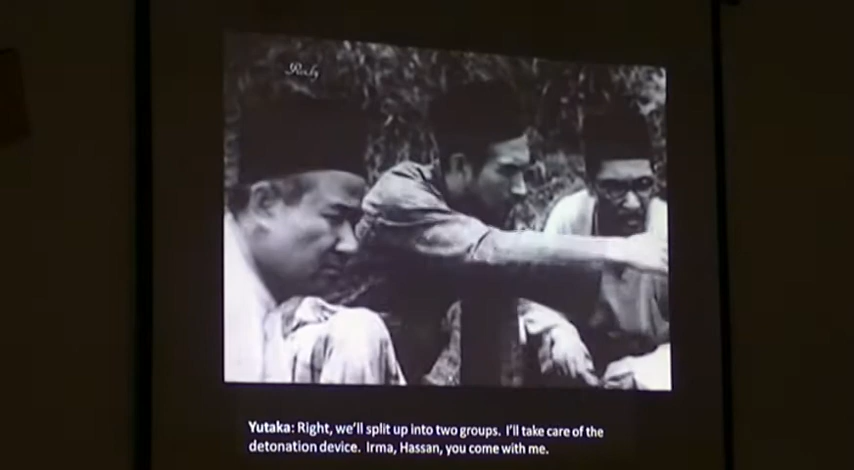 Yutaka: Right, we'll split up into two groups. I'll take care of the
detonation device. Irma, Hassan, you come with me.